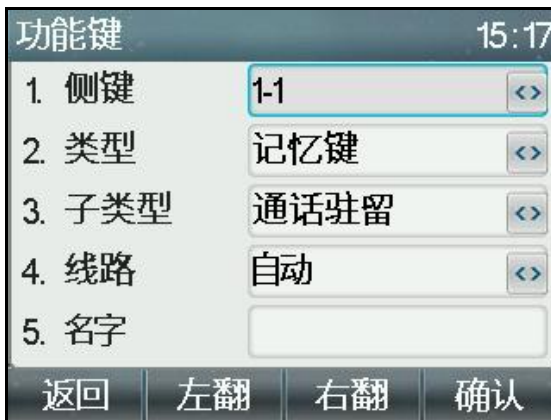 功能键 15:17
1. 侧键 1-1
2. 类型 记忆键
3. 子类型 通话驻留
4. 线路 自动
5. 名字
返回 左翻 右翻 确认